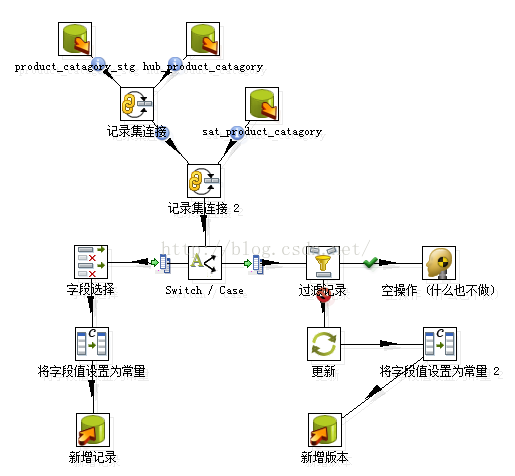 product_catagory_stg hub_product_catagory
记录集连接
sat_product_catagory
记录集连接 2
http://blog.csdn.net/
字段选择
Switch / Case
过滤记录
空操作 (什么也不做)
将字段值设置为常量
更新
将字段值设置为常量 2
新增记录
新增版本